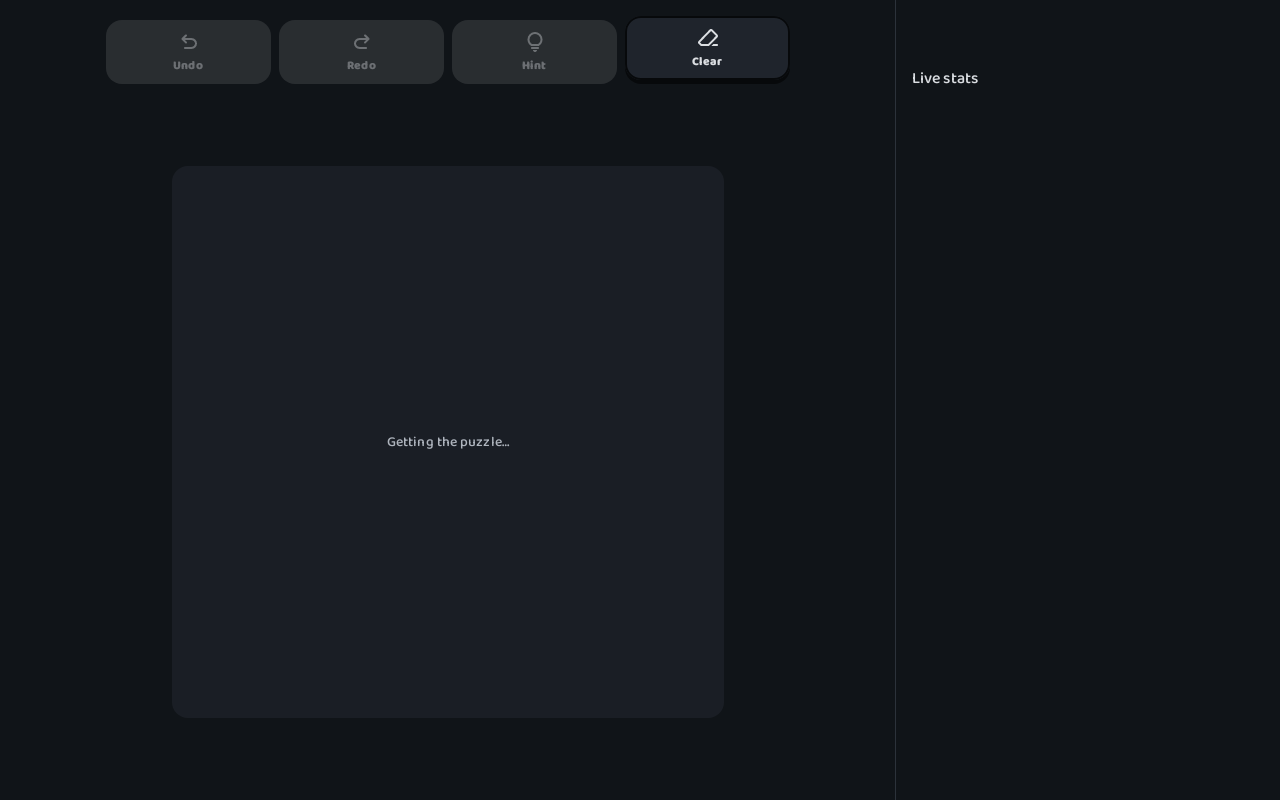 Undo
Redo
Hint
Clear
Live stats
Getting the puzzle...